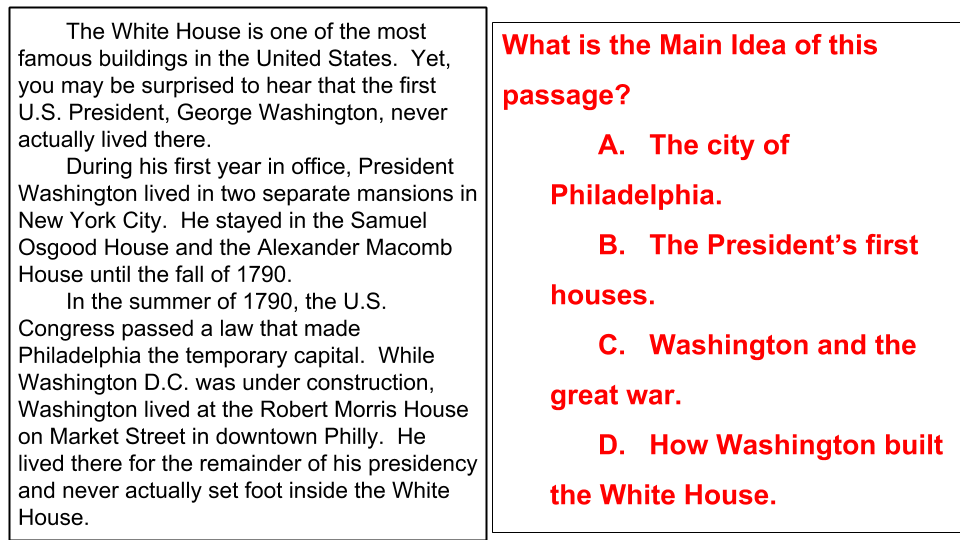 The White House is one of the most
famous buildings in the United States.  Yet,
you may be surprised to hear that the first
U.S. President, George Washington, never
actually lived there.
During his first year in office, President
Washington lived in two separate mansions in
New York City.  He stayed in the Samuel
Osgood House and the Alexander Macomb
House until the fall of 1790.
In the summer of 1790, the U.S.
Congress passed a law that made
Philadelphia the temporary capital.  While
Washington D.C. was under construction,
Washington lived at the Robert Morris House
on Market Street in downtown Philly.  He
lived there for the remainder of his presidency
and never actually set foot inside the White
House.
What is the Main Idea of this
passage?
A.   The city of
Philadelphia.
B.   The President’s first
houses.
C.   Washington and the
great war.
D.   How Washington built
the White House.